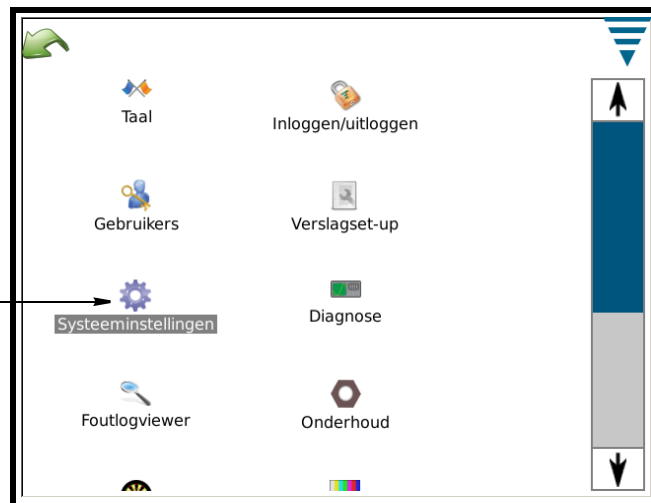 Taal
Inloggen/uitloggen
Gebruikers
Verslagset-up
Systeeminstellingen
Diagnose
Foutlogviewer
Onderhoud